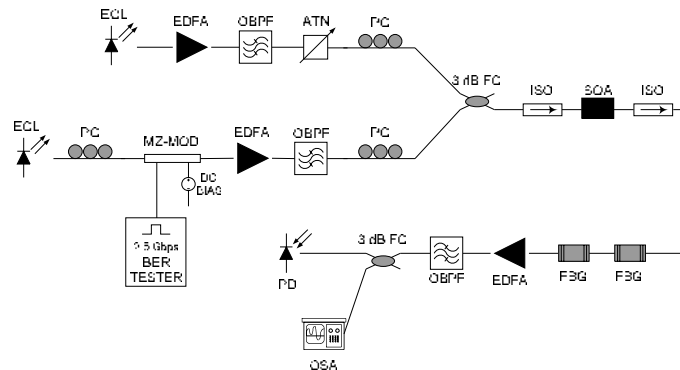 ECL
EDFA
OBPF
ATN
PC
3 dB FC
ISO
SOA
ISO
ECL
PC
MZ-MOD
EDFA
OBPF
PC
DC
BIAS
2.5 Gbps
BER
TESTER
PD
3 dB FC
OBPF
EDFA
FBG
FBG
OSA